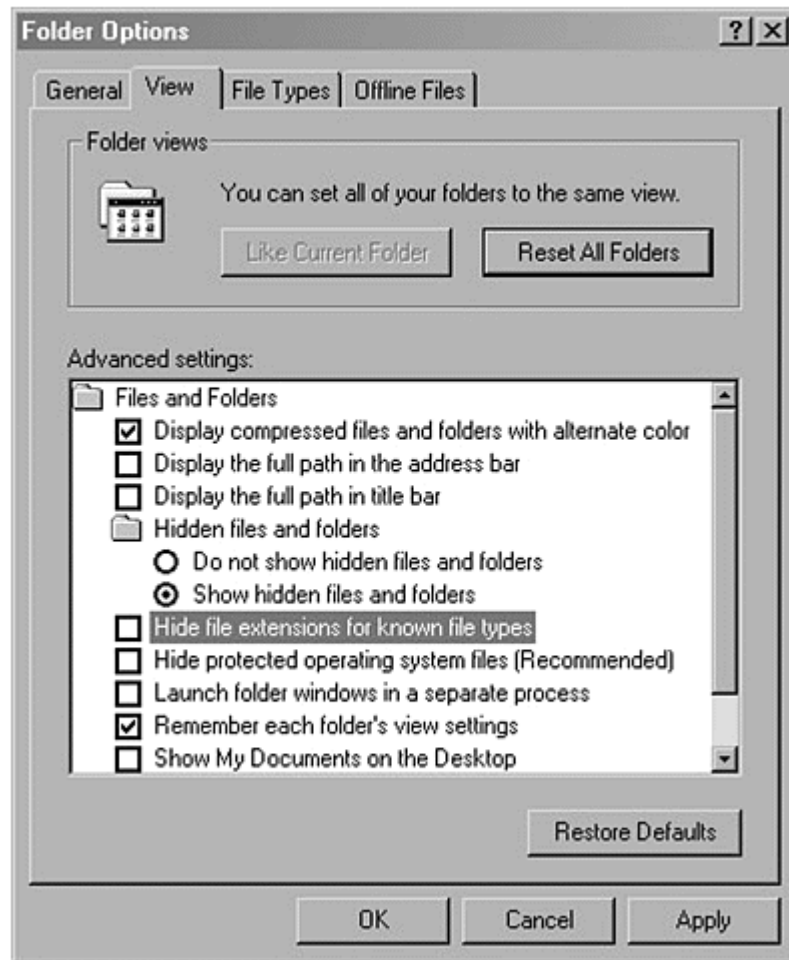 Folder Options
General View File Types Offline Files
Folder views
You can set all of your folders to the same view.
Like Current Folder Reset All Folders
Advanced settings:
Files and Folders
Display compressed files and folders with alternate color
Display the full path in the address bar
Display the full path in title bar
Hidden files and folders
Do not show hidden files and folders
Show hidden files and folders
Hide file extensions for known file types
Hide protected operating system files (Recommended)
Launch folder windows in a separate process
Remember each folder's view settings
Show My Documents on the Desktop
Restore Defaults
OK Cancel Apply